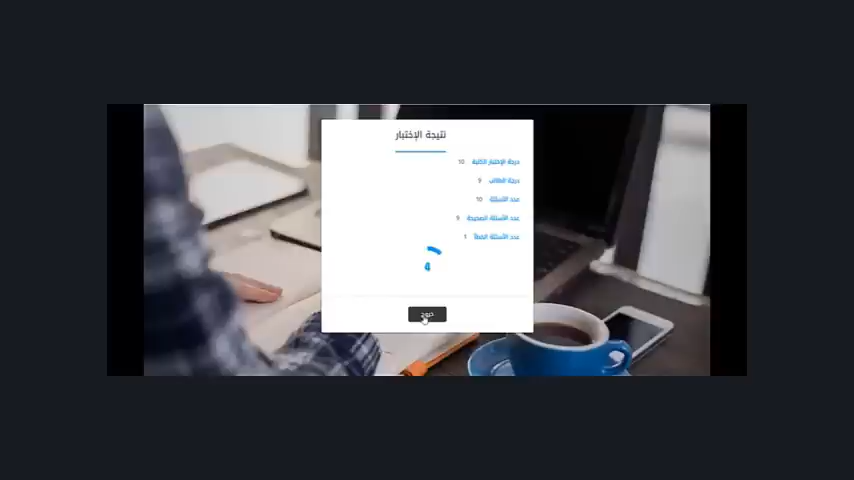 نتيجة الإختبار
درجة الإختبار الكلية 10
درجة الطالب 9
عدد الأسئلة 10
عدد الأسئلة الصحيحة 9
عدد الأسئلة الخطأ 1
4
خروج